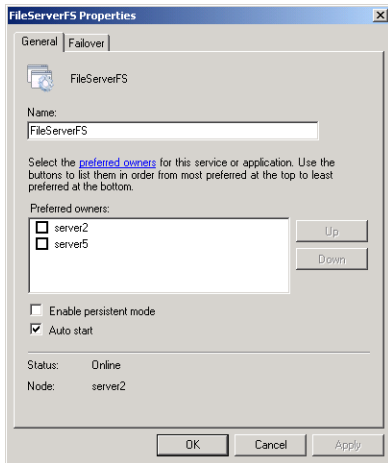 FileServerFS Properties
General
Failover
FileServerFS
Name:
FileServerFS
Select the preferred owners for this service or application. Use the
buttons to list them in order from most preferred at the top to least
preferred at the bottom.
Preferred owners:
server2
server5
Up
Down
Enable persistent mode
Auto start
Status: Online
Node: server2
OK Cancel Apply